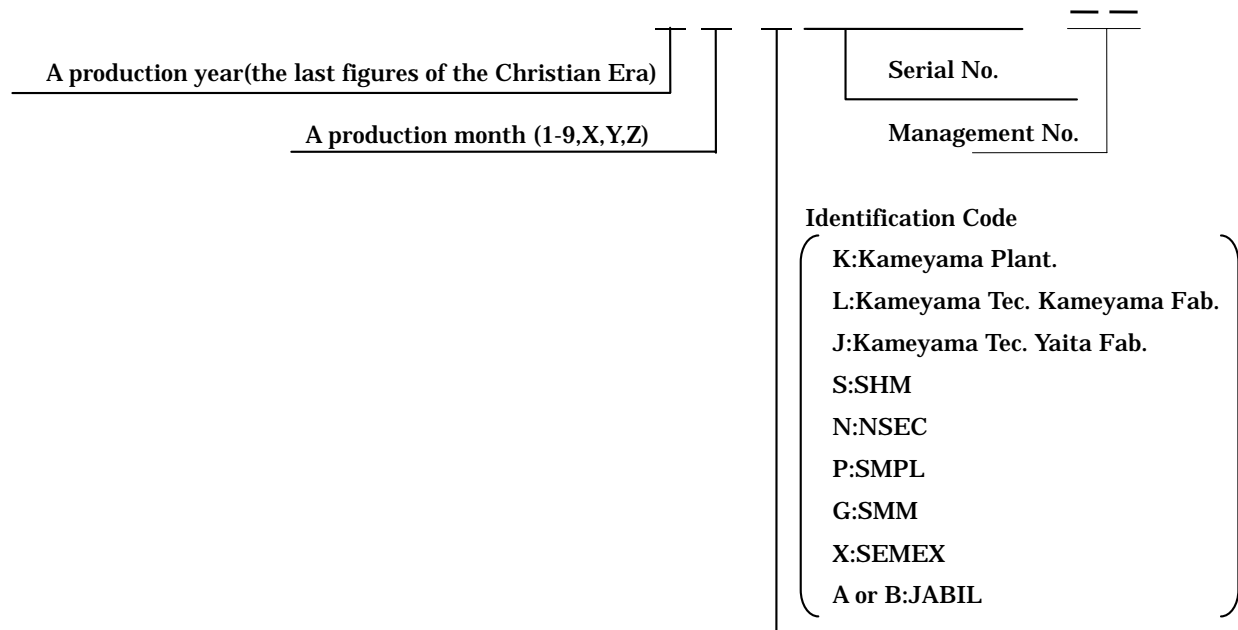 A production year(the last figures of the Christian Era)
Serial No.
A production month (1-9,X,Y,Z)
Management No.
Identification Code
K:Kameyama Plant.
L:Kameyama Tec. Kameyama Fab.
J:Kameyama Tec. Yaita Fab.
S:SHM
N:NSEC
P:SMPL
G:SMM
X:SEMEX
A or B:JABIL